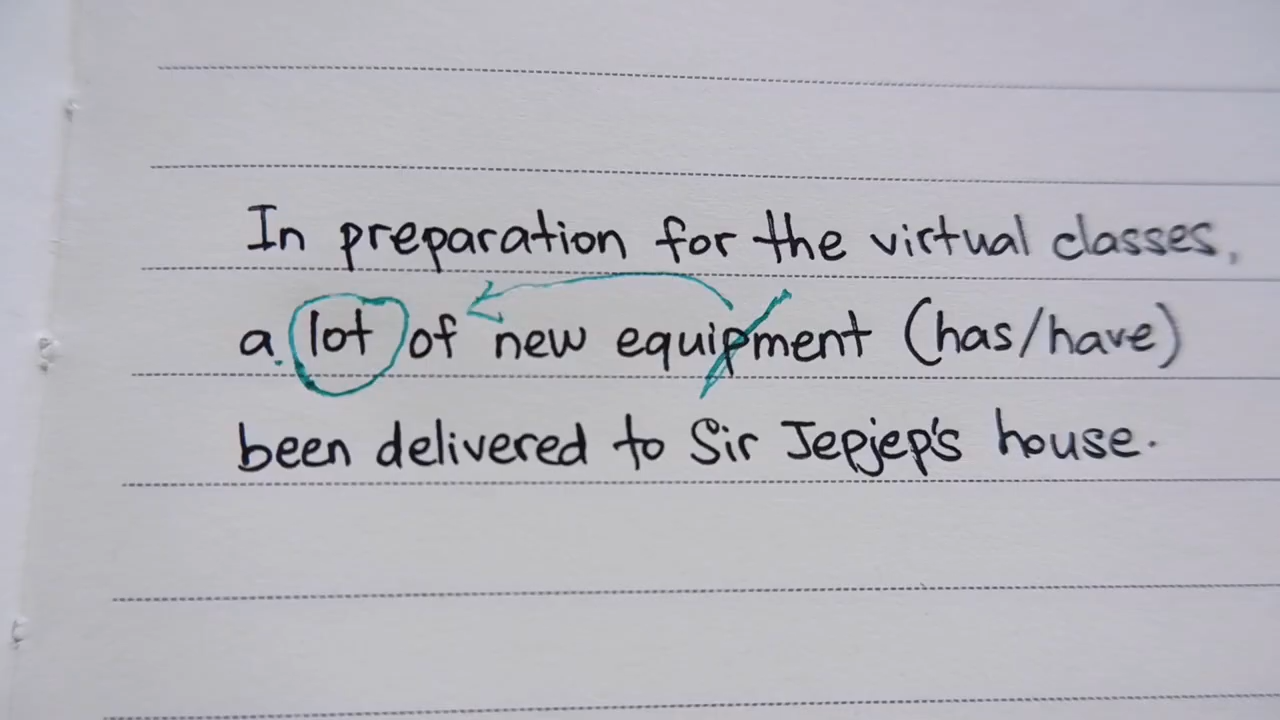 In preparation for the virtual classes,
a lot of new equipment (has/have)
been delivered to Sir Jepjep's house.